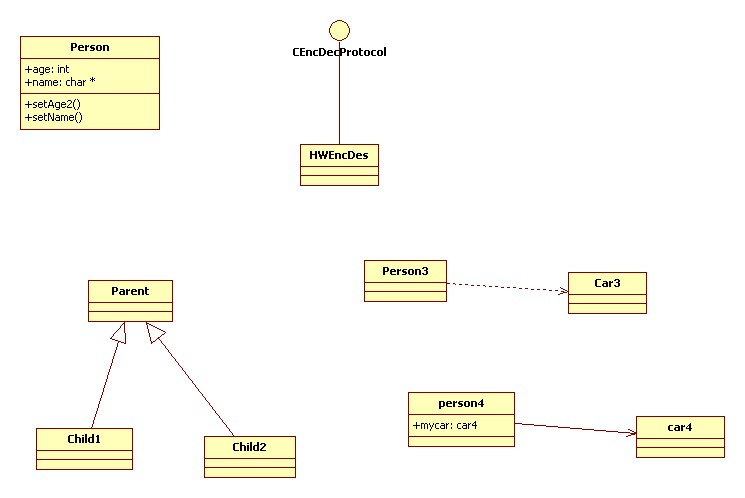 Person
+age: int
+name: char *
+setAge2()
+setName()
CEncDecProtocol
HWEncDes
Parent
Child1
Child2
Person3
Car3
person4
+mycar: car4
car4